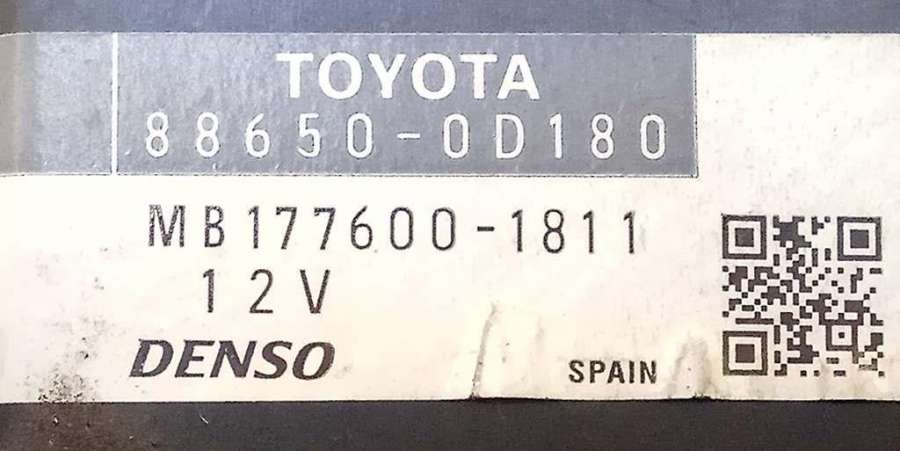 TOYOTA
88650-0D180
MB177600-1811
12V
DENSO
SPAIN